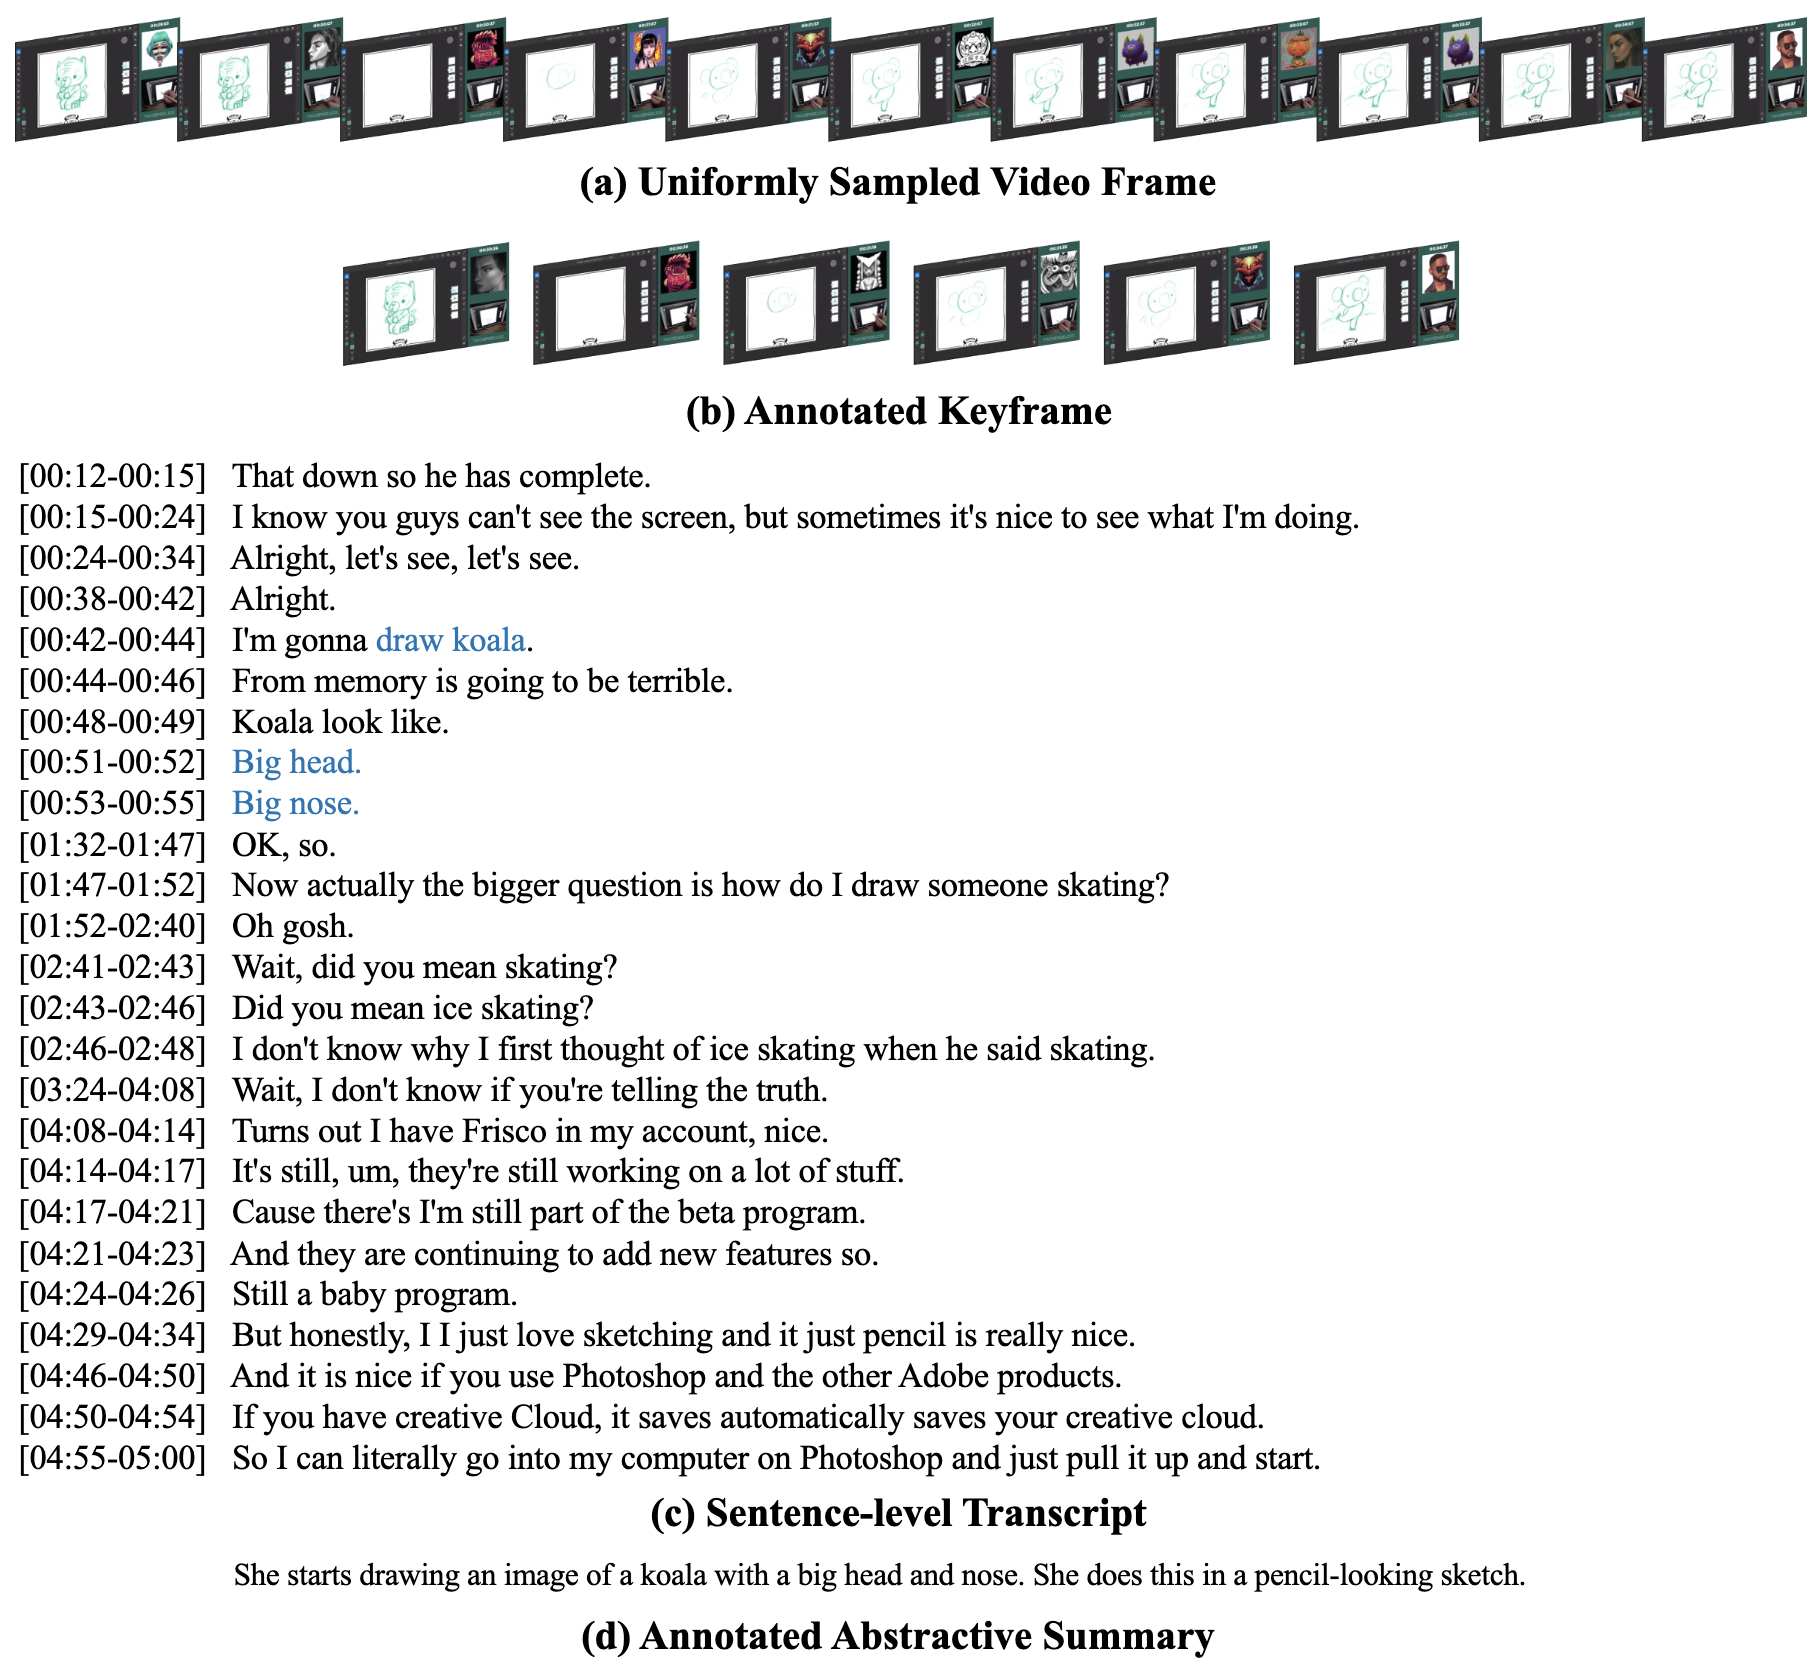 (a) Uniformly Sampled Video Frame
(b) Annotated Keyframe
[00:12-00:15] That down so he has complete.
[00:15-00:24] I know you guys can't see the screen, but sometimes it's nice to see what I'm doing.
[00:24-00:34] Alright, let's see, let's see.
[00:38-00:42] Alright.
[00:42-00:44] I'm gonna draw koala.
[00:44-00:46] From memory is going to be terrible.
[00:48-00:49] Koala look like.
[00:51-00:52] Big head.
[00:53-00:55] Big nose.
[01:32-01:47] OK, so.
[01:47-01:52] Now actually the bigger question is how do I draw someone skating?
[01:52-02:40] Oh gosh.
[02:41-02:43] Wait, did you mean skating?
[02:43-02:46] Did you mean ice skating?
[02:46-02:48] I don't know why I first thought of ice skating when he said skating.
[03:24-04:08] Wait, I don't know if you're telling the truth.
[04:08-04:14] Turns out I have Frisco in my account, nice.
[04:14-04:17] It's still, um, they're still working on a lot of stuff.
[04:17-04:21] Cause there's I'm still part of the beta program.
[04:21-04:23] And they are continuing to add new features so.
[04:24-04:26] Still a baby program.
[04:29-04:34] But honestly, I I just love sketching and it just pencil is really nice.
[04:46-04:50] And it is nice if you use Photoshop and the other Adobe products.
[04:50-04:54] If you have creative Cloud, it saves automatically saves your creative cloud.
[04:55-05:00] So I can literally go into my computer on Photoshop and just pull it up and start.
(c) Sentence-level Transcript
She starts drawing an image of a koala with a big head and nose. She does this in a pencil-looking sketch.
(d) Annotated Abstractive Summary